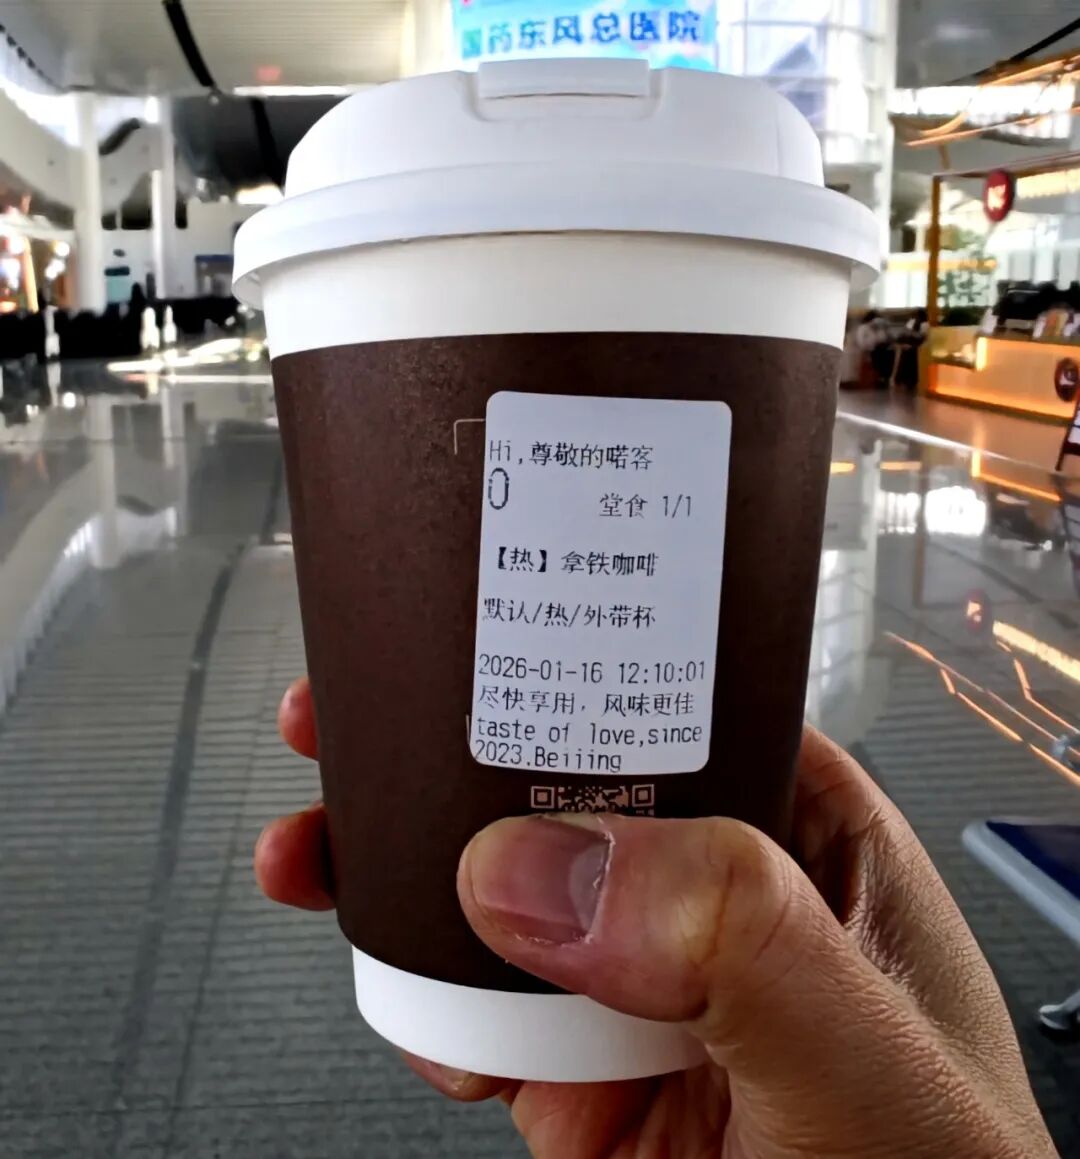 国药东风总医院
Hi,尊敬的喏客
0
堂食 1/1
【热】拿铁咖啡
默认/热/外带杯
2026-01-16 12:10:01
尽快享用，风味更佳
taste of love,since
2023.Beijing